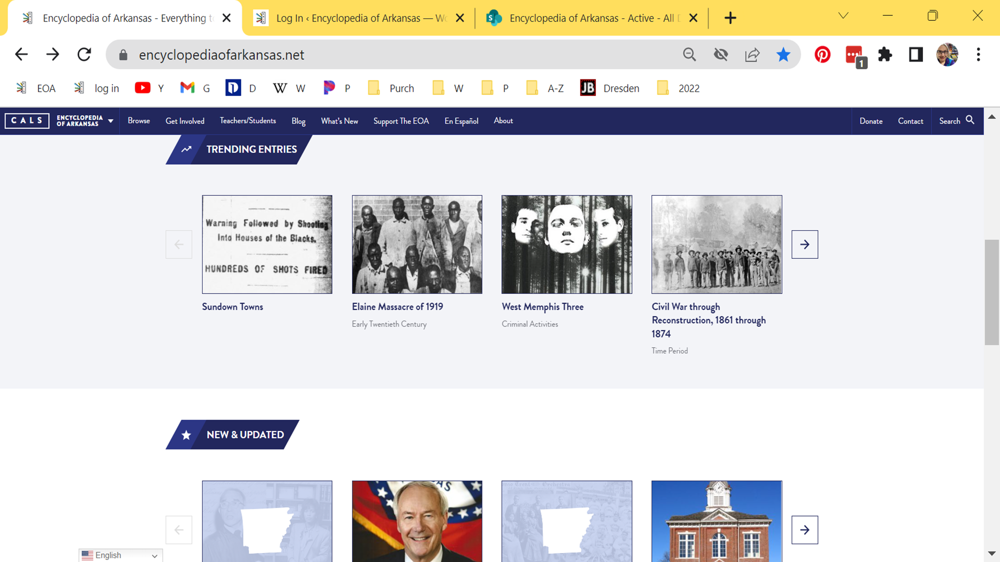 Encyclopedia of Arkansas - Everything to
Log In ‹ Encyclopedia of Arkansas — Wo
Encyclopedia of Arkansas - Active - All D
encyclopediaofarkansas.net
1
EOA
log in
Y
G
D
W
P
Purch
W
P
A-Z
JB
Dresden
2022
CALS
ENCYCLOPEDIA
OF ARKANSAS
Browse
Get Involved
Teachers/Students
Blog
What's New
Support The EOA
En Español
About
Donate
Contact
Search
TRENDING ENTRIES
Warning Followed by Shooting
Into Houses of the Blacks.
HUNDREDS OF SHOTS FIRED
Sundown Towns
Elaine Massacre of 1919
Early Twentieth Century
West Memphis Three
Criminal Activities
Civil War through
Reconstruction, 1861 through
1874
Time Period
NEW & UPDATED
English